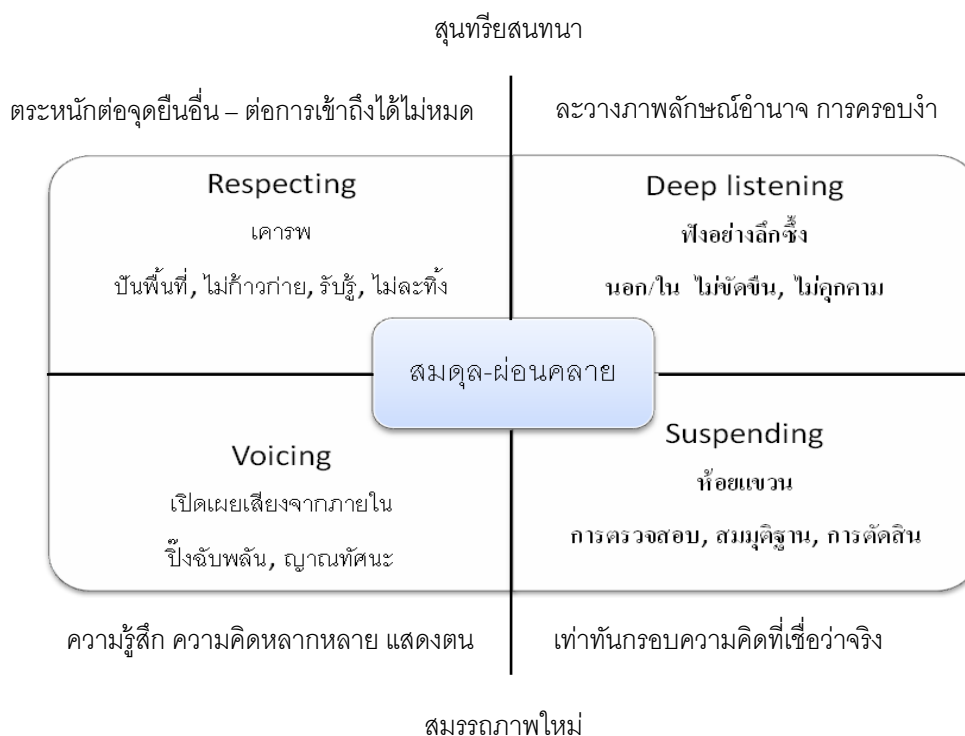 สุนทรียสนทนา
ตระหนักต่อจุดยืนอื่น – ต่อการเข้าถึงได้ไม่หมด
ละวางภาพลักษณ์อำนาจ การครอบงำ
Respecting
เคารพ
ปันพื้นที่, ไม่ก้าวก่าย, รับรู้, ไม่ละทิ้ง
Deep listening
ฟังอย่างลึกซึ้ง
นอก/ใน ไม่ขัดขืน, ไม่คุกคาม
สมดุล-ผ่อนคลาย
Voicing
เปิดเผยเสียงจากภายใน
ปิ๊งฉับพลัน, ญาณทัศนะ
Suspending
ห้อยแขวน
การตรวจสอบ, สมมุติฐาน, การตัดสิน
ความรู้สึก ความคิดหลากหลาย แสดงตน
เท่าทันกรอบความคิดที่เชื่อว่าจริง
สมรรถภาพใหม่